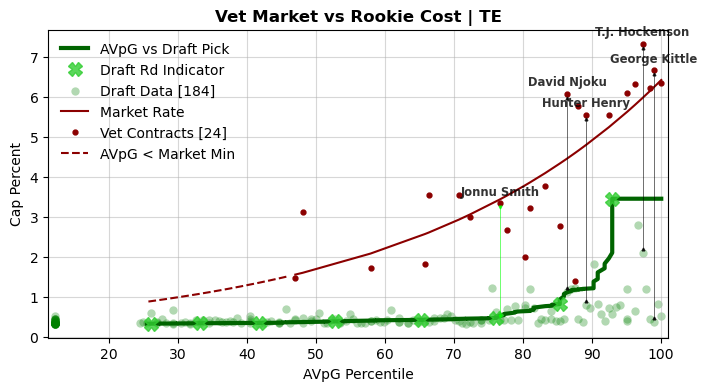 Vet Market vs Rookie Cost | TE
T.J. Hockenson
George Kittle
David Njoku
Hunter Henry
Jonnu Smith
AVpG vs Draft Pick
Draft Rd Indicator
Draft Data [184]
Market Rate
Vet Contracts [24]
AVpG < Market Min
Cap Percent
7
6
5
4
3
2
1
0
20
30
40
50
60
70
80
90
100
AVpG Percentile